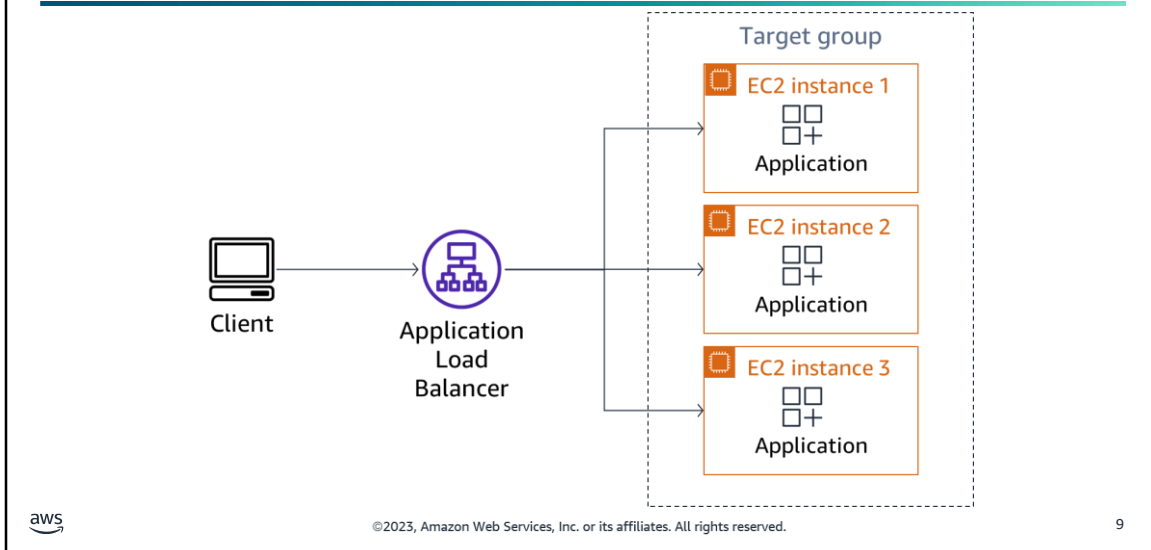 Target group
EC2 instance 1
Application
EC2 instance 2
Application
Client
Application
Load
Balancer
EC2 instance 3
Application
aws
©2023, Amazon Web Services, Inc. or its affiliates. All rights reserved.
9